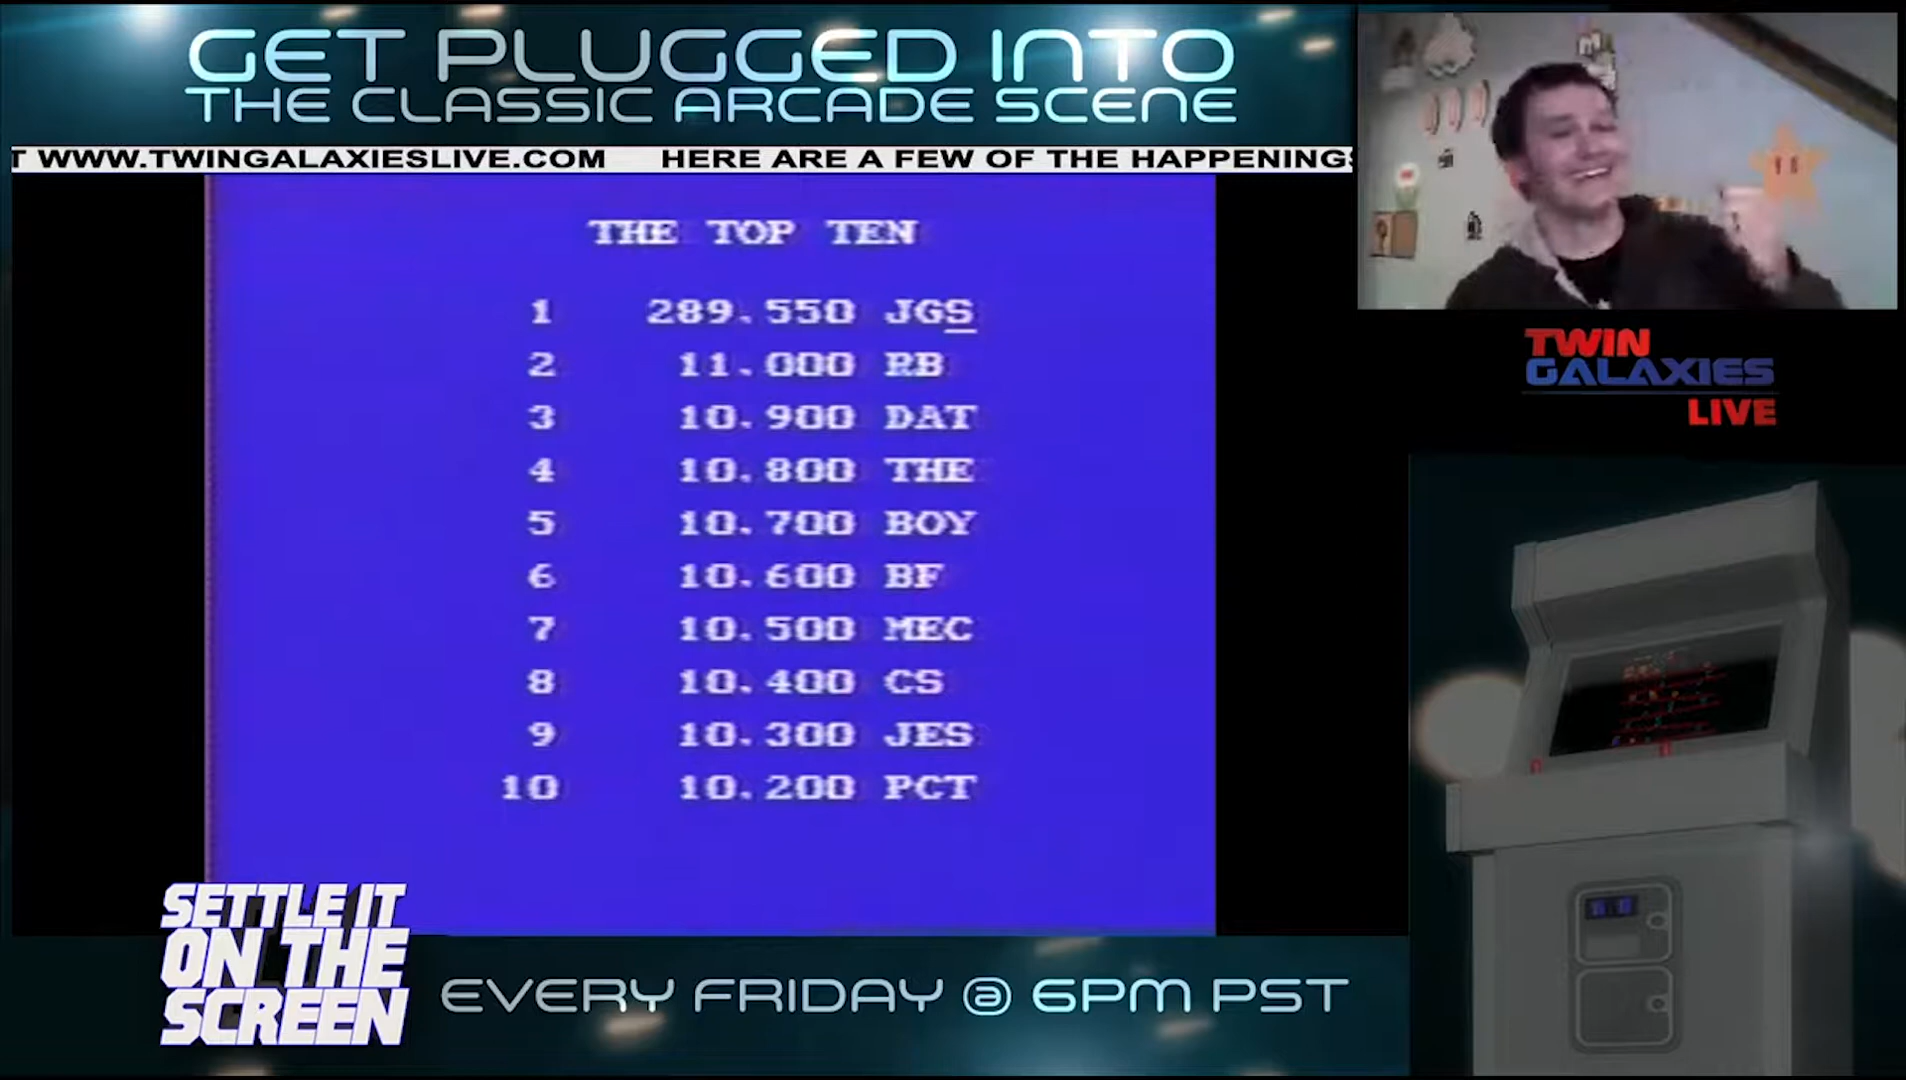 GET PLUGGED INTO
THE CLASSIC ARCADE SCENE
T WWW.TWINGALAXIESLIVE.COM HERE ARE A FEW OF THE HAPPENINGS
THE TOP TEN
1 289.550 JGS
2 11.000 RB
3 10.900 DAT
4 10.800 THE
5 10.700 BOY
6 10.600 BF
7 10.500 MEC
8 10.400 CS
9 10.300 JES
10 10.200 PCT
TWIN
GALAXIES
LIVE
SETTLE IT
ON THE
SCREEN
EVERY FRIDAY @ 6PM PST